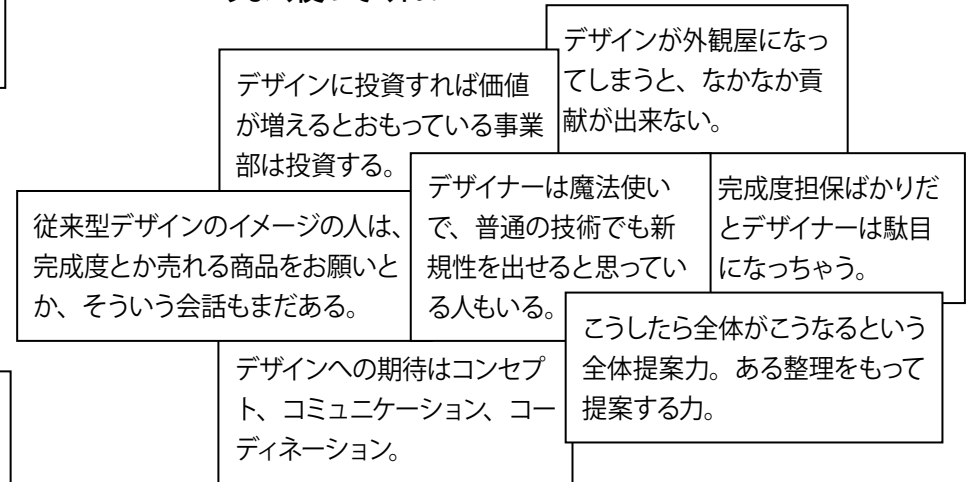 デザインが外観屋になっ
てしまうと、なかなか貢
献が出来ない。
デザインに投資すれば価値
が増えるとおもっている事業
部は投資する。
デザイナーは魔法使い
で、普通の技術でも新
規性を出せると思ってい
る人もいる。
完成度担保ばかりだ
とデザイナーは駄目
になっちゃう。
従来型デザインのイメージの人は、
完成度とか売れる商品をお願いと
か、そういう会話もまだある。
こうしたら全体がこうなるという
全体提案力。ある整理をもって
提案する力。
デザインへの期待はコンセプ
ト、コミュニケーション、コー
ディネーション。